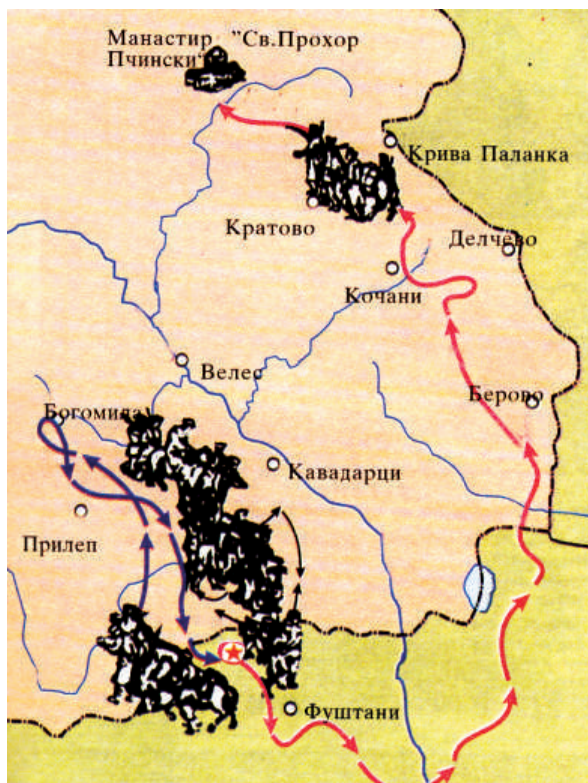 Манастир "Св.Прохор
Пчински"
Крива Паланка
Кратово
Делчево
Кочани
Велес
Берово
Богомила
Кавадарци
Прилеп
Фуштани